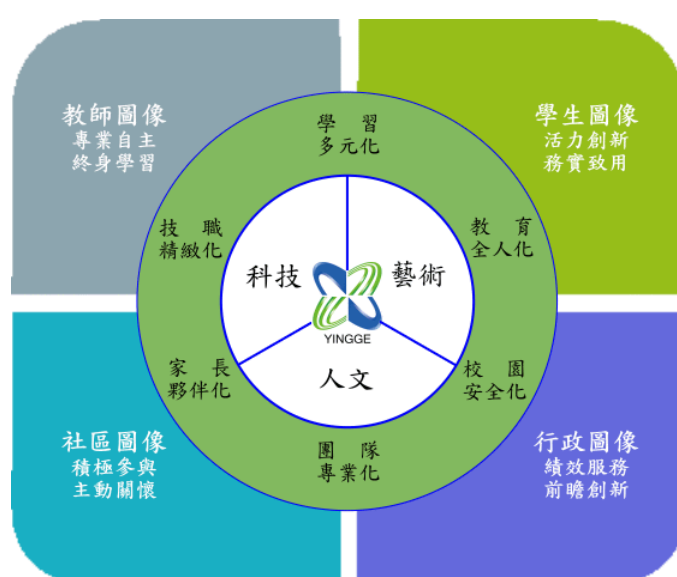 教師圖像
專業自主
終身學習
學生圖像
活力創新
務實致用
學 習
多元化
技 職
精緻化
教 育
全人化
科技
藝術
YINGGE
人文
家 長
夥伴化
校 園
安全化
團 隊
專業化
社區圖像
積極參與
主動關懷
行政圖像
績效服務
前瞻創新